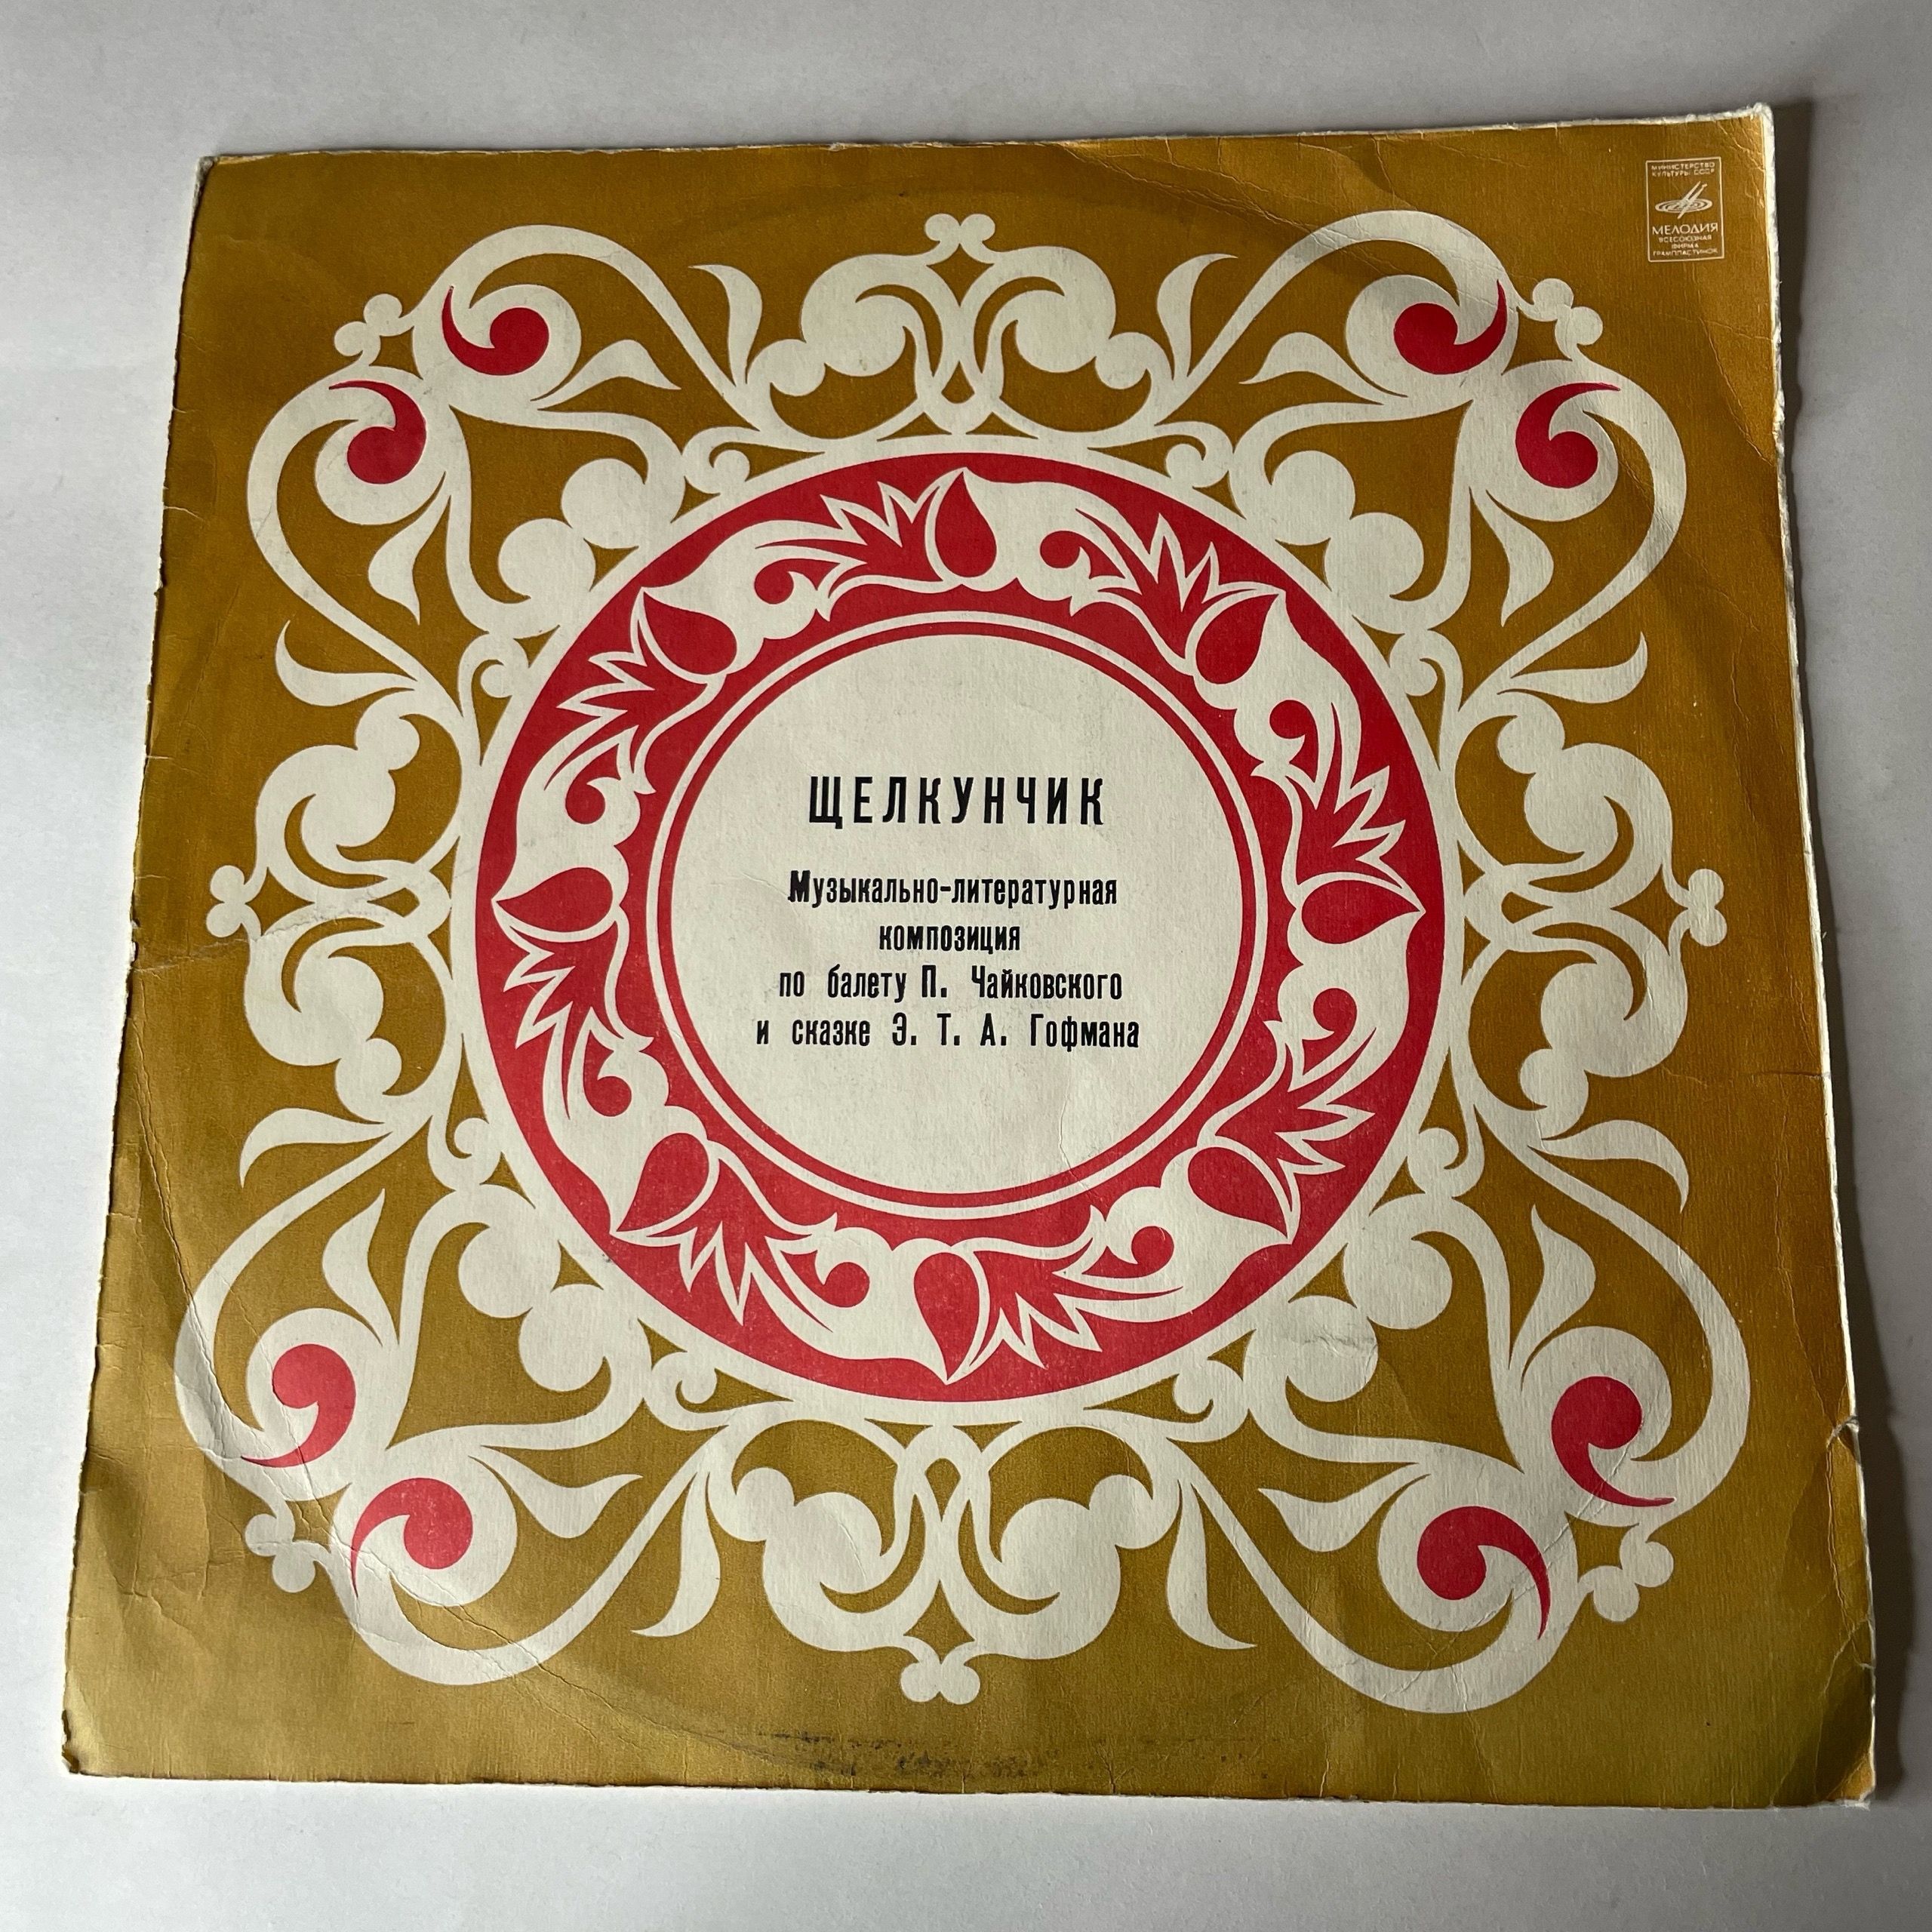 МИНИСТЕРСТВО
КУЛЬТУРЫ СССР
МЕЛОДИЯ
ВСЕСОЮЗНАЯ
ФИРМА
ГРАМПЛАСТИНОК
ЩЕЛКУНЧИК
Музыкально-литературная
композиция
по балету П. Чайковского
и сказке Э. Т. А. Гофмана